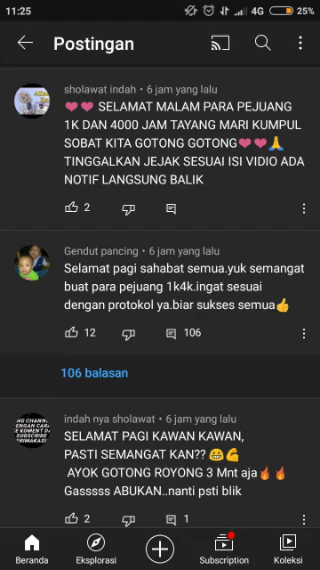 11:25
4G
25%
Postingan
sholawat indah • 6 jam yang lalu
❤❤ SELAMAT MALAM PARA PEJUANG
1K DAN 4000 JAM TAYANG MARI KUMPUL
SOBAT KITA GOTONG GOTONG❤❤🙏
TINGGALKAN JEJAK SESUAI ISI VIDIO ADA
NOTIF LANGSUNG BALIK
2
Gendut pancing • 6 jam yang lalu
Selamat pagi sahabat semua.yuk semangat
buat para pejuang 1k4k.ingat sesuai
dengan protokol ya.biar sukses semua👍
12 106
106 balasan
indah nya sholawat • 6 jam yang lalu
SELAMAT PAGI KAWAN KAWAN,
PASTI SEMANGAT KAN?? 😁💪
AYOK GOTONG ROYONG 3 Mnt aja🔥🔥
Gasssss ABUKAN..nanti psti blik
2 1
Beranda
Eksplorasi
Subscription
Koleksi